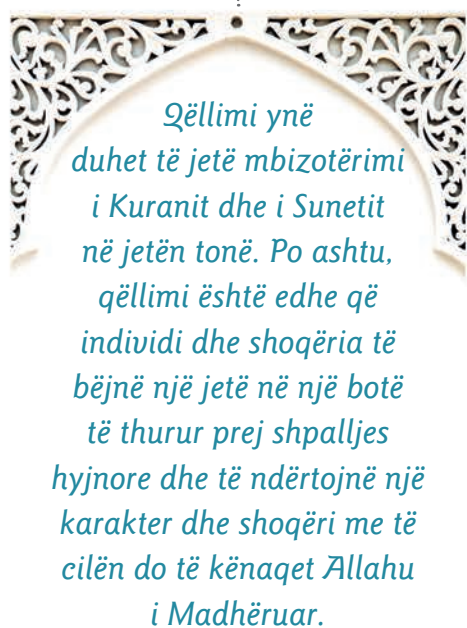 Qëllimi ynë
duhet të jetë mbizotërimi
i Kuranit dhe i Sunetit
në jetën tonë. Po ashtu,
qëllimi është edhe që
individi dhe shoqëria të
bëjnë një jetë në një botë
të thurur prej shpalljes
hyjnore dhe të ndërtojnë një
karakter dhe shoqëri me të
cilën do të kënaqet Allahu
i Madhëruar.